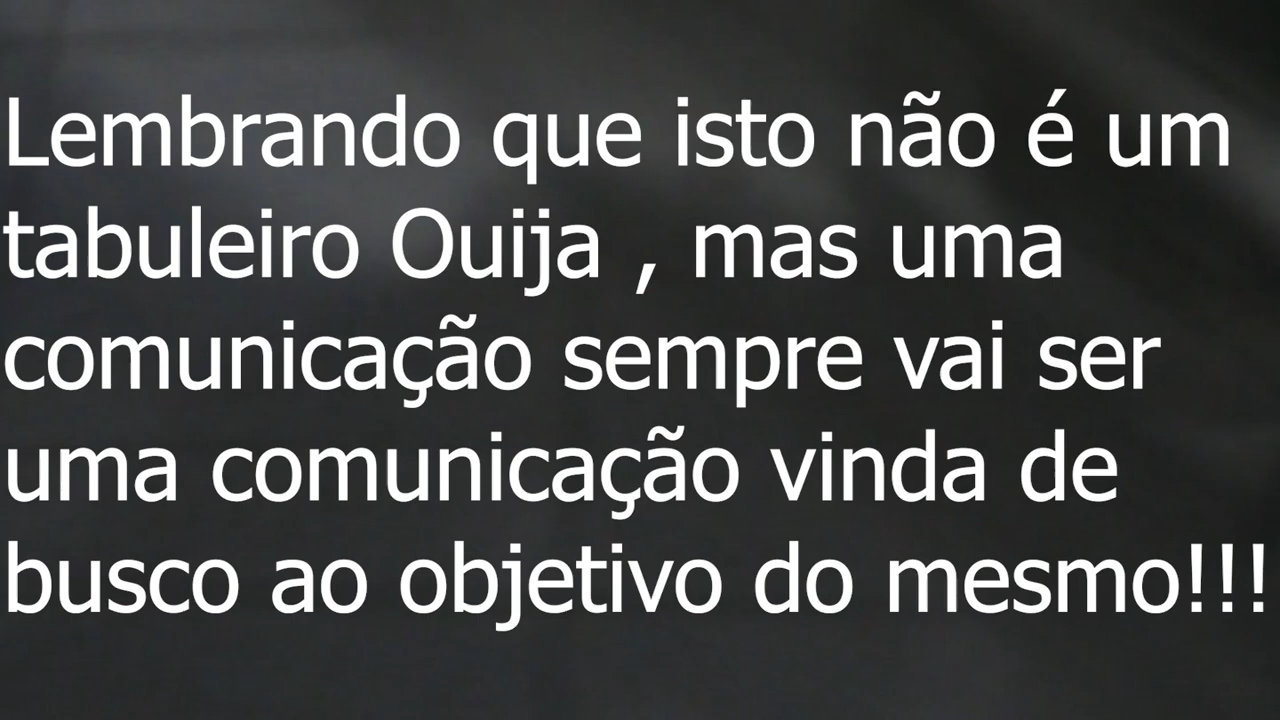 Lembrando que isto não é um
tabuleiro Ouija , mas uma
comunicação sempre vai ser
uma comunicação vinda de
busco ao objetivo do mesmo!!!